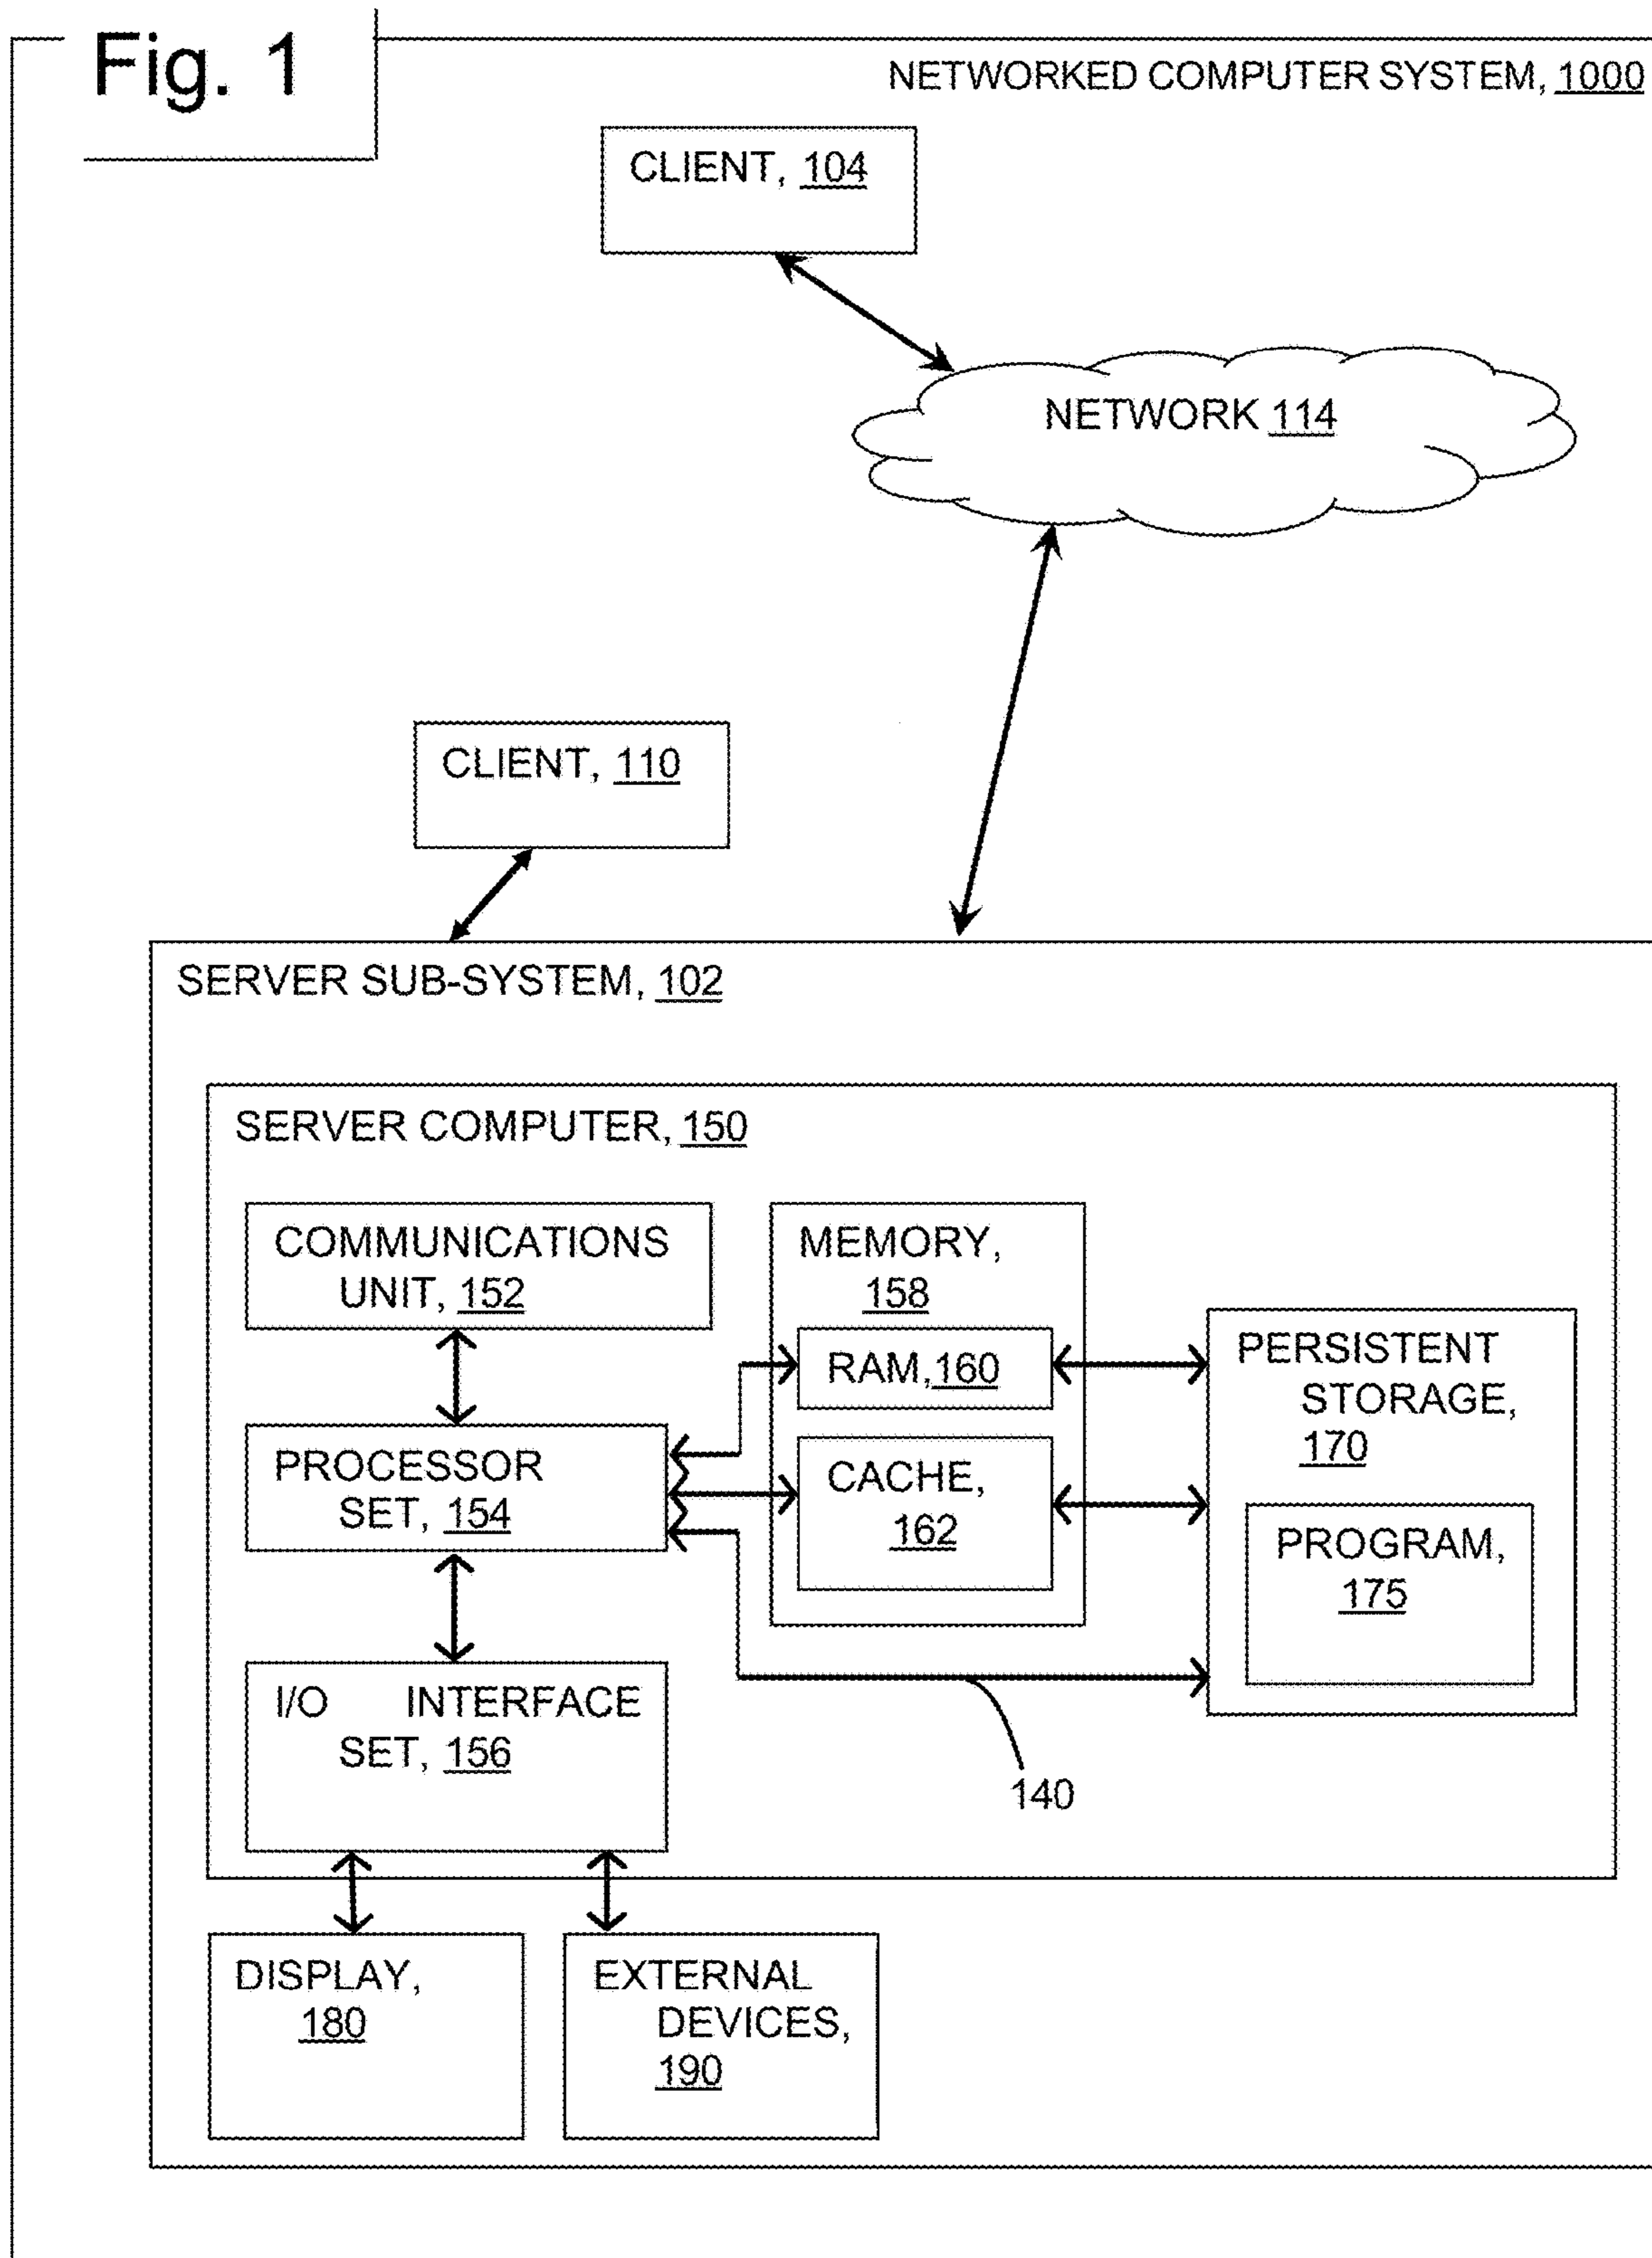 Fig. 1
NETWORKED COMPUTER SYSTEM, 1000
CLIENT, 104
NETWORK 114
CLIENT, 110
SERVER SUB-SYSTEM, 102
SERVER COMPUTER, 150
COMMUNICATIONS
UNIT, 152
MEMORY,
158
RAM, 160
PERSISTENT
STORAGE,
170
PROCESSOR
SET, 154
CACHE,
162
PROGRAM,
175
I/O INTERFACE
SET, 156
140
DISPLAY,
180
EXTERNAL
DEVICES,
190